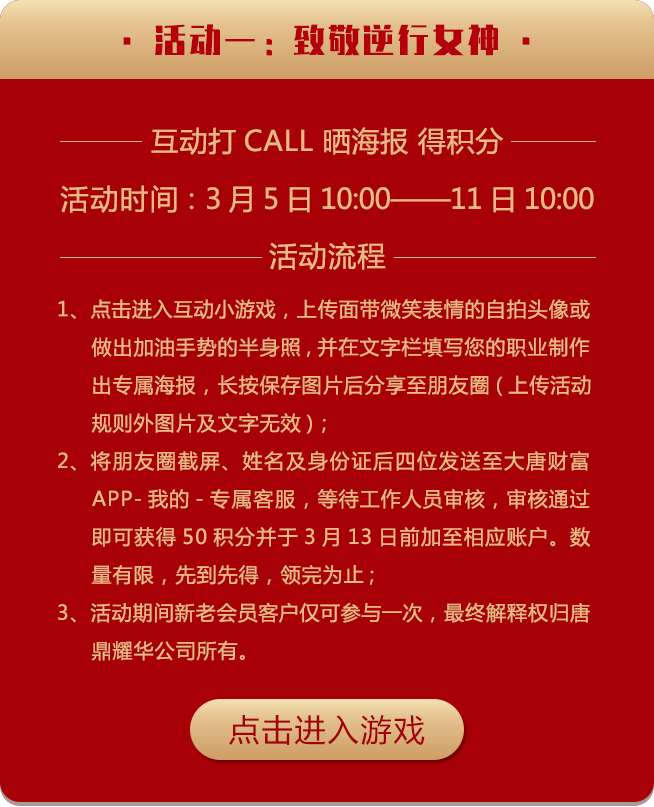 · 活动一：致敬逆行女神 ·
互动打 CALL 晒海报 得积分
活动时间：3 月 5 日 10:00——11 日 10:00
活动流程
1、点击进入互动小游戏，上传面带微笑表情的自拍头像或
做出加油手势的半身照，并在文字栏填写您的职业制作
出专属海报，长按保存图片后分享至朋友圈（上传活动
规则外图片及文字无效）；
2、将朋友圈截屏、姓名及身份证后四位发送至大唐财富
APP- 我的 - 专属客服，等待工作人员审核，审核通过
即可获得 50 积分并于 3 月 13 日前加至相应账户。数
量有限，先到先得，领完为止；
3、活动期间新老会员客户仅可参与一次，最终解释权归唐
鼎耀华公司所有。
点击进入游戏